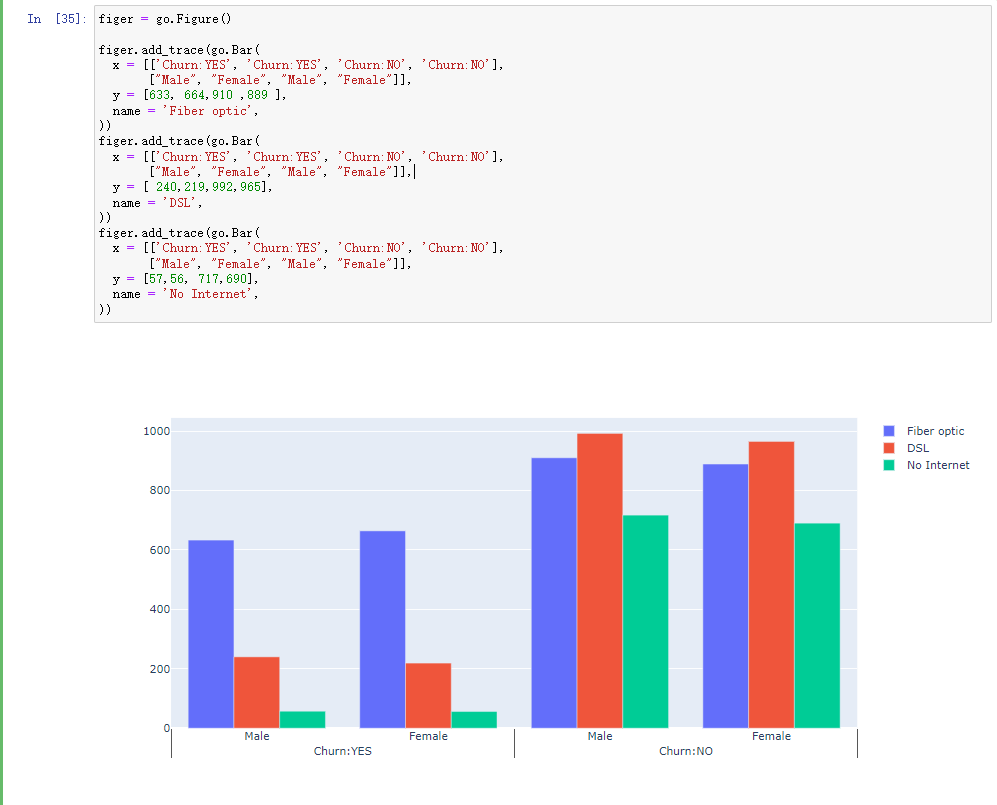 In [35]: figer = go.Figure()
figer.add_trace(go.Bar(
x = [['Churn:YES', 'Churn:YES', 'Churn:NO', 'Churn:NO'],
["Male", "Female", "Male", "Female"]],
y = [633, 664,910 ,889 ],
name = 'Fiber optic',
))
figer.add_trace(go.Bar(
x = [['Churn:YES', 'Churn:YES', 'Churn:NO', 'Churn:NO'],
["Male", "Female", "Male", "Female"]],
y = [ 240,219,992,965],
name = 'DSL',
))
figer.add_trace(go.Bar(
x = [['Churn:YES', 'Churn:YES', 'Churn:NO', 'Churn:NO'],
["Male", "Female", "Male", "Female"]],
y = [57,56, 717,690],
name = 'No Internet',
))
1000
800
600
400
200
0
Male Female Male Female
Churn:YES Churn:NO
Fiber optic
DSL
No Internet